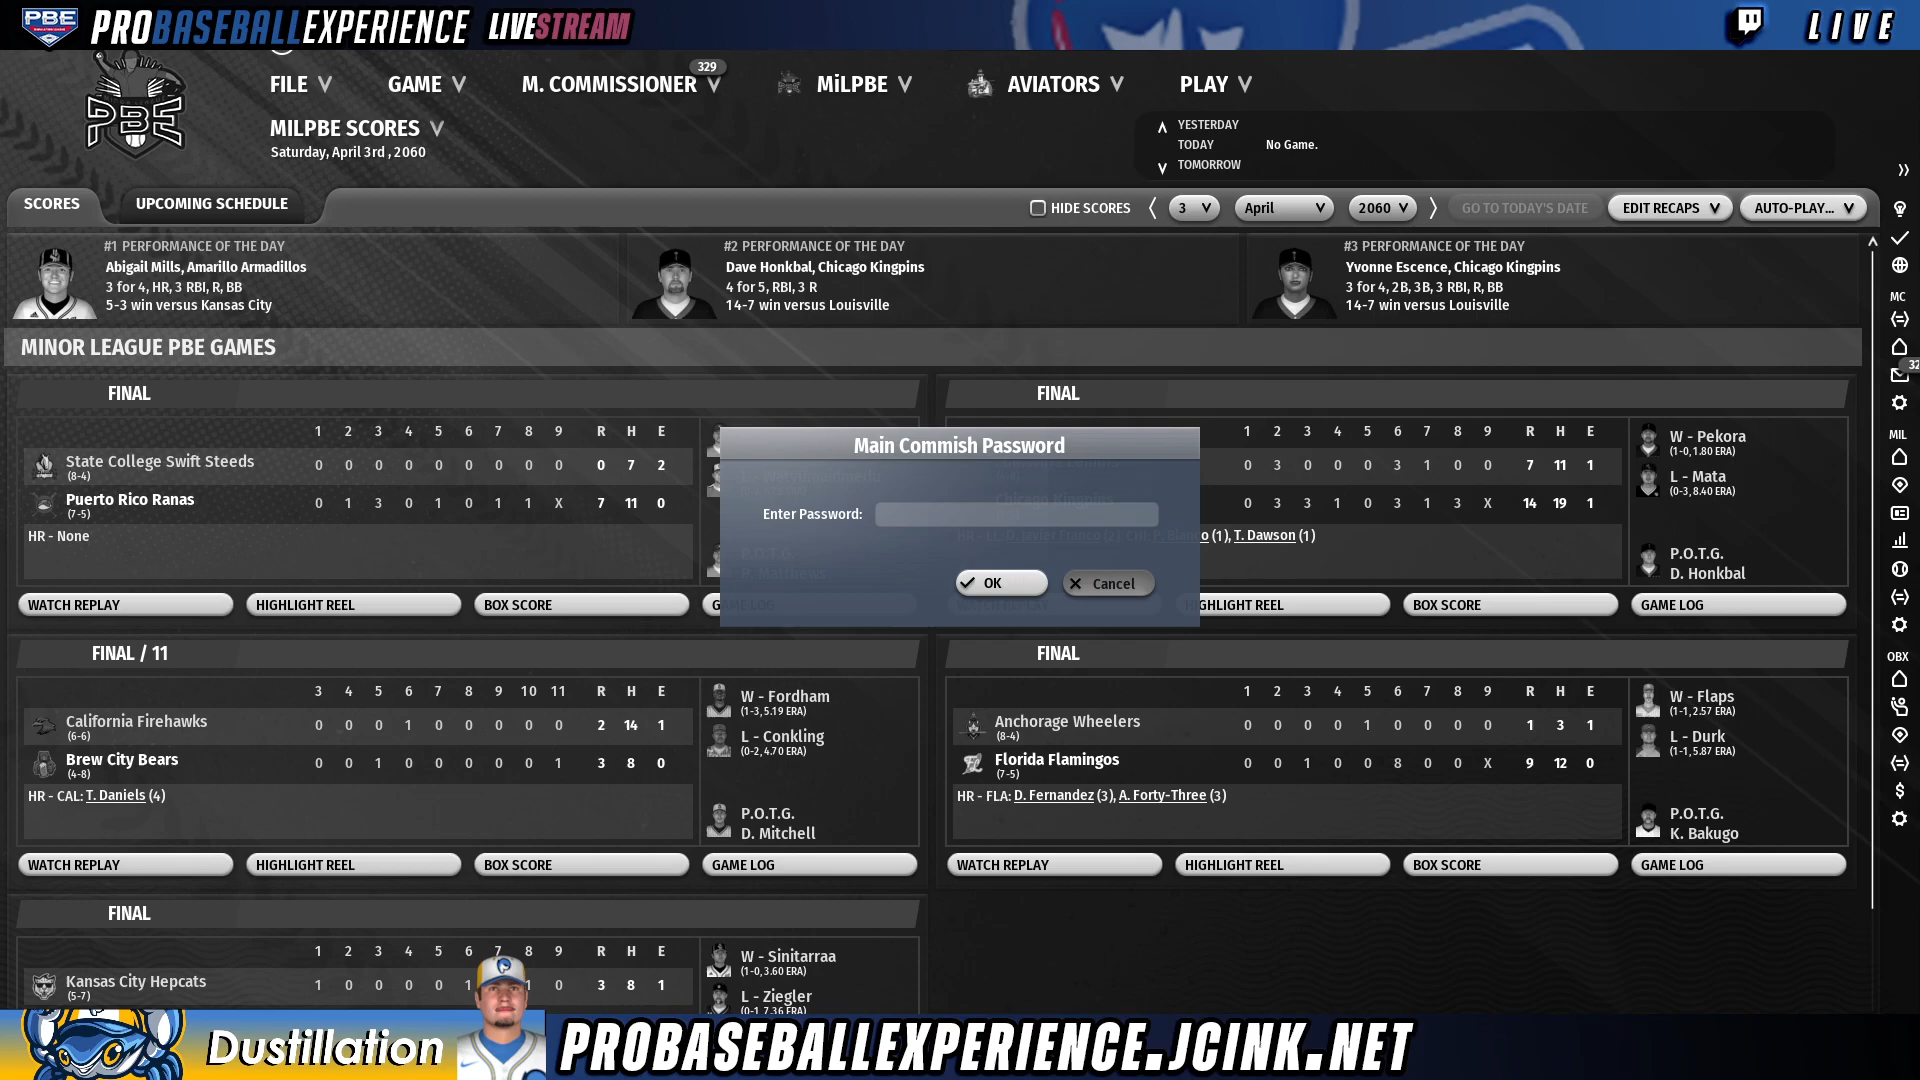 PBE PROBASEBALLEXPERIENCE LIVESTREAM LIVE
329
FILE GAME M. COMMISSIONER MiLPBE AVIATORS PLAY
PBE
MILPBE SCORES
Saturday, April 3rd , 2060
YESTERDAY
TODAY No Game.
TOMORROW
SCORES UPCOMING SCHEDULE
HIDE SCORES 3 April 2060 GO TO TODAY'S DATE EDIT RECAPS AUTO-PLAY...
#1 PERFORMANCE OF THE DAY
Abigail Mills, Amarillo Armadillos
3 for 4, HR, 3 RBI, R, BB
5-3 win versus Kansas City
#2 PERFORMANCE OF THE DAY
Dave Honkbal, Chicago Kingpins
4 for 5, RBI, 3 R
14-7 win versus Louisville
#3 PERFORMANCE OF THE DAY
Yvonne Escence, Chicago Kingpins
3 for 4, 2B, 3B, 3 RBI, R, BB
14-7 win versus Louisville
MINOR LEAGUE PBE GAMES
FINAL
1 2 3 4 5 6 7 8 9 R H E
State College Swift Steeds 0 0 0 0 0 0 0 0 0 0 7 2
(8-4)
Puerto Rico Ranas 0 1 3 0 1 0 1 1 X 7 11 0
(7-5)
HR - None
P.O.T.G.
P. Matthews
WATCH REPLAY HIGHLIGHT REEL BOX SCORE GAME LOG
Main Commish Password
Enter Password:
OK Cancel
FINAL
1 2 3 4 5 6 7 8 9 R H E
0 3 0 0 0 3 1 0 0 7 11 1
Chicago Kingpins 0 3 3 1 0 3 1 3 X 14 19 1
P. Blanco (1), T. Dawson (1)
W - Pekora
(1-0, 1.80 ERA)
L - Mata
(0-3, 8.40 ERA)
P.O.T.G.
D. Honkbal
WATCH REPLAY HIGHLIGHT REEL BOX SCORE GAME LOG
FINAL / 11
3 4 5 6 7 8 9 10 11 R H E
California Firehawks 0 0 0 1 0 0 0 0 0 2 14 1
(6-6)
Brew City Bears 0 0 1 0 0 0 0 0 1 3 8 0
(4-8)
HR - CAL: T. Daniels (4)
W - Fordham
(1-3, 5.19 ERA)
L - Conkling
(0-2, 4.70 ERA)
P.O.T.G.
D. Mitchell
WATCH REPLAY HIGHLIGHT REEL BOX SCORE GAME LOG
FINAL
1 2 3 4 5 6 7 8 9 R H E
Anchorage Wheelers 0 0 0 0 1 0 0 0 0 1 3 1
(8-4)
Florida Flamingos 0 0 1 0 0 8 0 0 X 9 12 0
(7-5)
HR - FLA: D. Fernandez (3), A. Forty-Three (3)
W - Flaps
(1-1, 2.57 ERA)
L - Durk
(1-1, 5.87 ERA)
P.O.T.G.
K. Bakugo
WATCH REPLAY HIGHLIGHT REEL BOX SCORE GAME LOG
FINAL
1 2 3 4 5 6 7 8 9 R H E
Kansas City Hepcats 1 0 0 0 0 1 1 0 3 8 1
(5-7)
W - Sinitarraa
(1-0, 3.60 ERA)
L - Ziegler
(0-1, 7.36 ERA)
MC
32
MIL
OBX
$
Dustillation PROBASEBALLEXPERIENCE.JCINK.NET